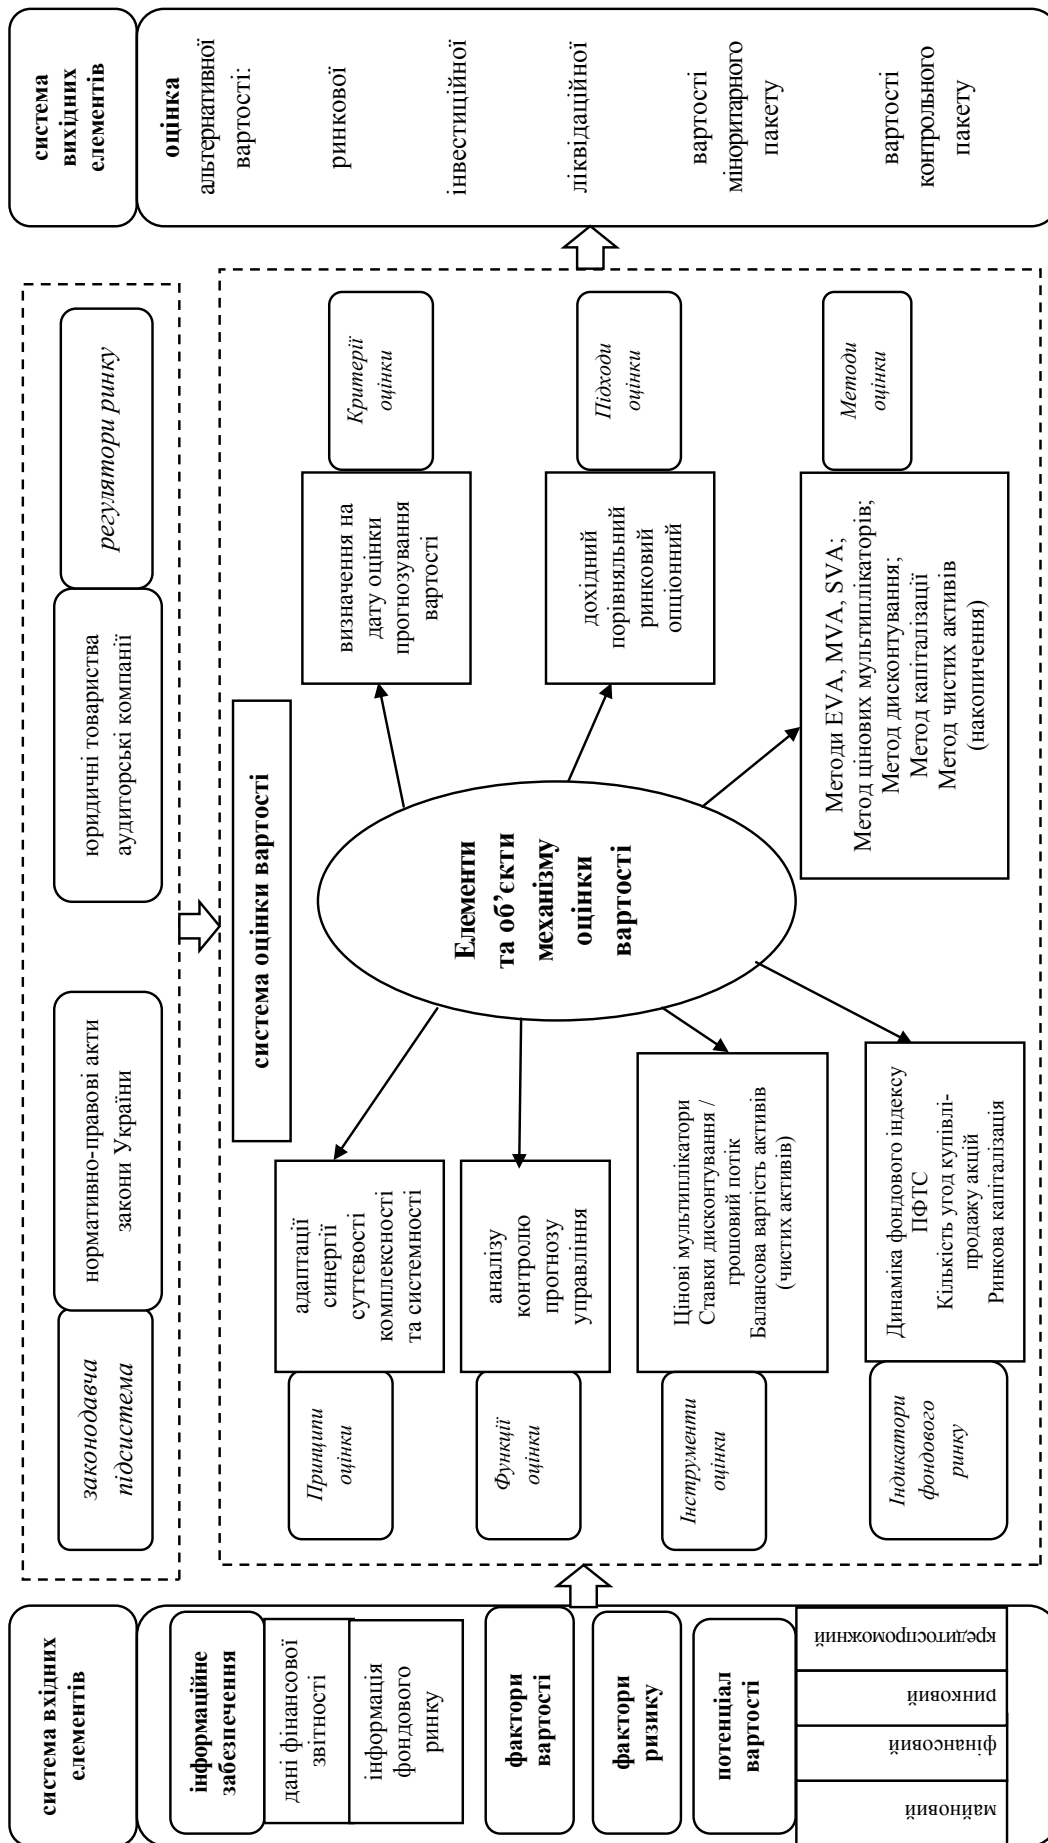 система вхідних
елементів
інформаційне
забезпечення
дані фінансової
звітності
інформація
фондового
ринку
фактори
вартості
фактори
ризику
потенціал
вартості
майновий
фінансовий
ринковий
кредитоспроможний
законодавча
підсистема
нормативно-правові акти
закони України
юридичні товариства
аудиторські компанії
регулятори ринку
система оцінки вартості
Принципи
оцінки
адаптації
синергії
суттєвості
комплексності
та системності
Функції
оцінки
аналізу
контролю
прогнозу
управління
Інструменти
оцінки
Цінові мультиплікатори
Ставки дисконтування /
грошовий потік
Балансова вартість активів
(чистих активів)
Індикатори
фондового
ринку
Динаміка фондового індексу
ПФТС
Кількість угод купівлі-
продажу акцій
Ринкова капіталізація
Елементи
та об’єкти
механізму
оцінки
вартості
визначення на
дату оцінки
прогнозування
вартості
Критерії
оцінки
дохідний
порівняльний
ринковий
опціонний
Підходи
оцінки
Методи EVA, MVA, SVA;
Метод цінових мультиплікаторів;
Метод дисконтування;
Метод капіталізації
Метод чистих активів
(накопичення)
Методи
оцінки
система
вихідних
елементів
оцінка
альтернативної
вартості:
ринкової
інвестиційної
ліквідаційної
вартості
міноритарного
пакету
вартості
контрольного
пакету